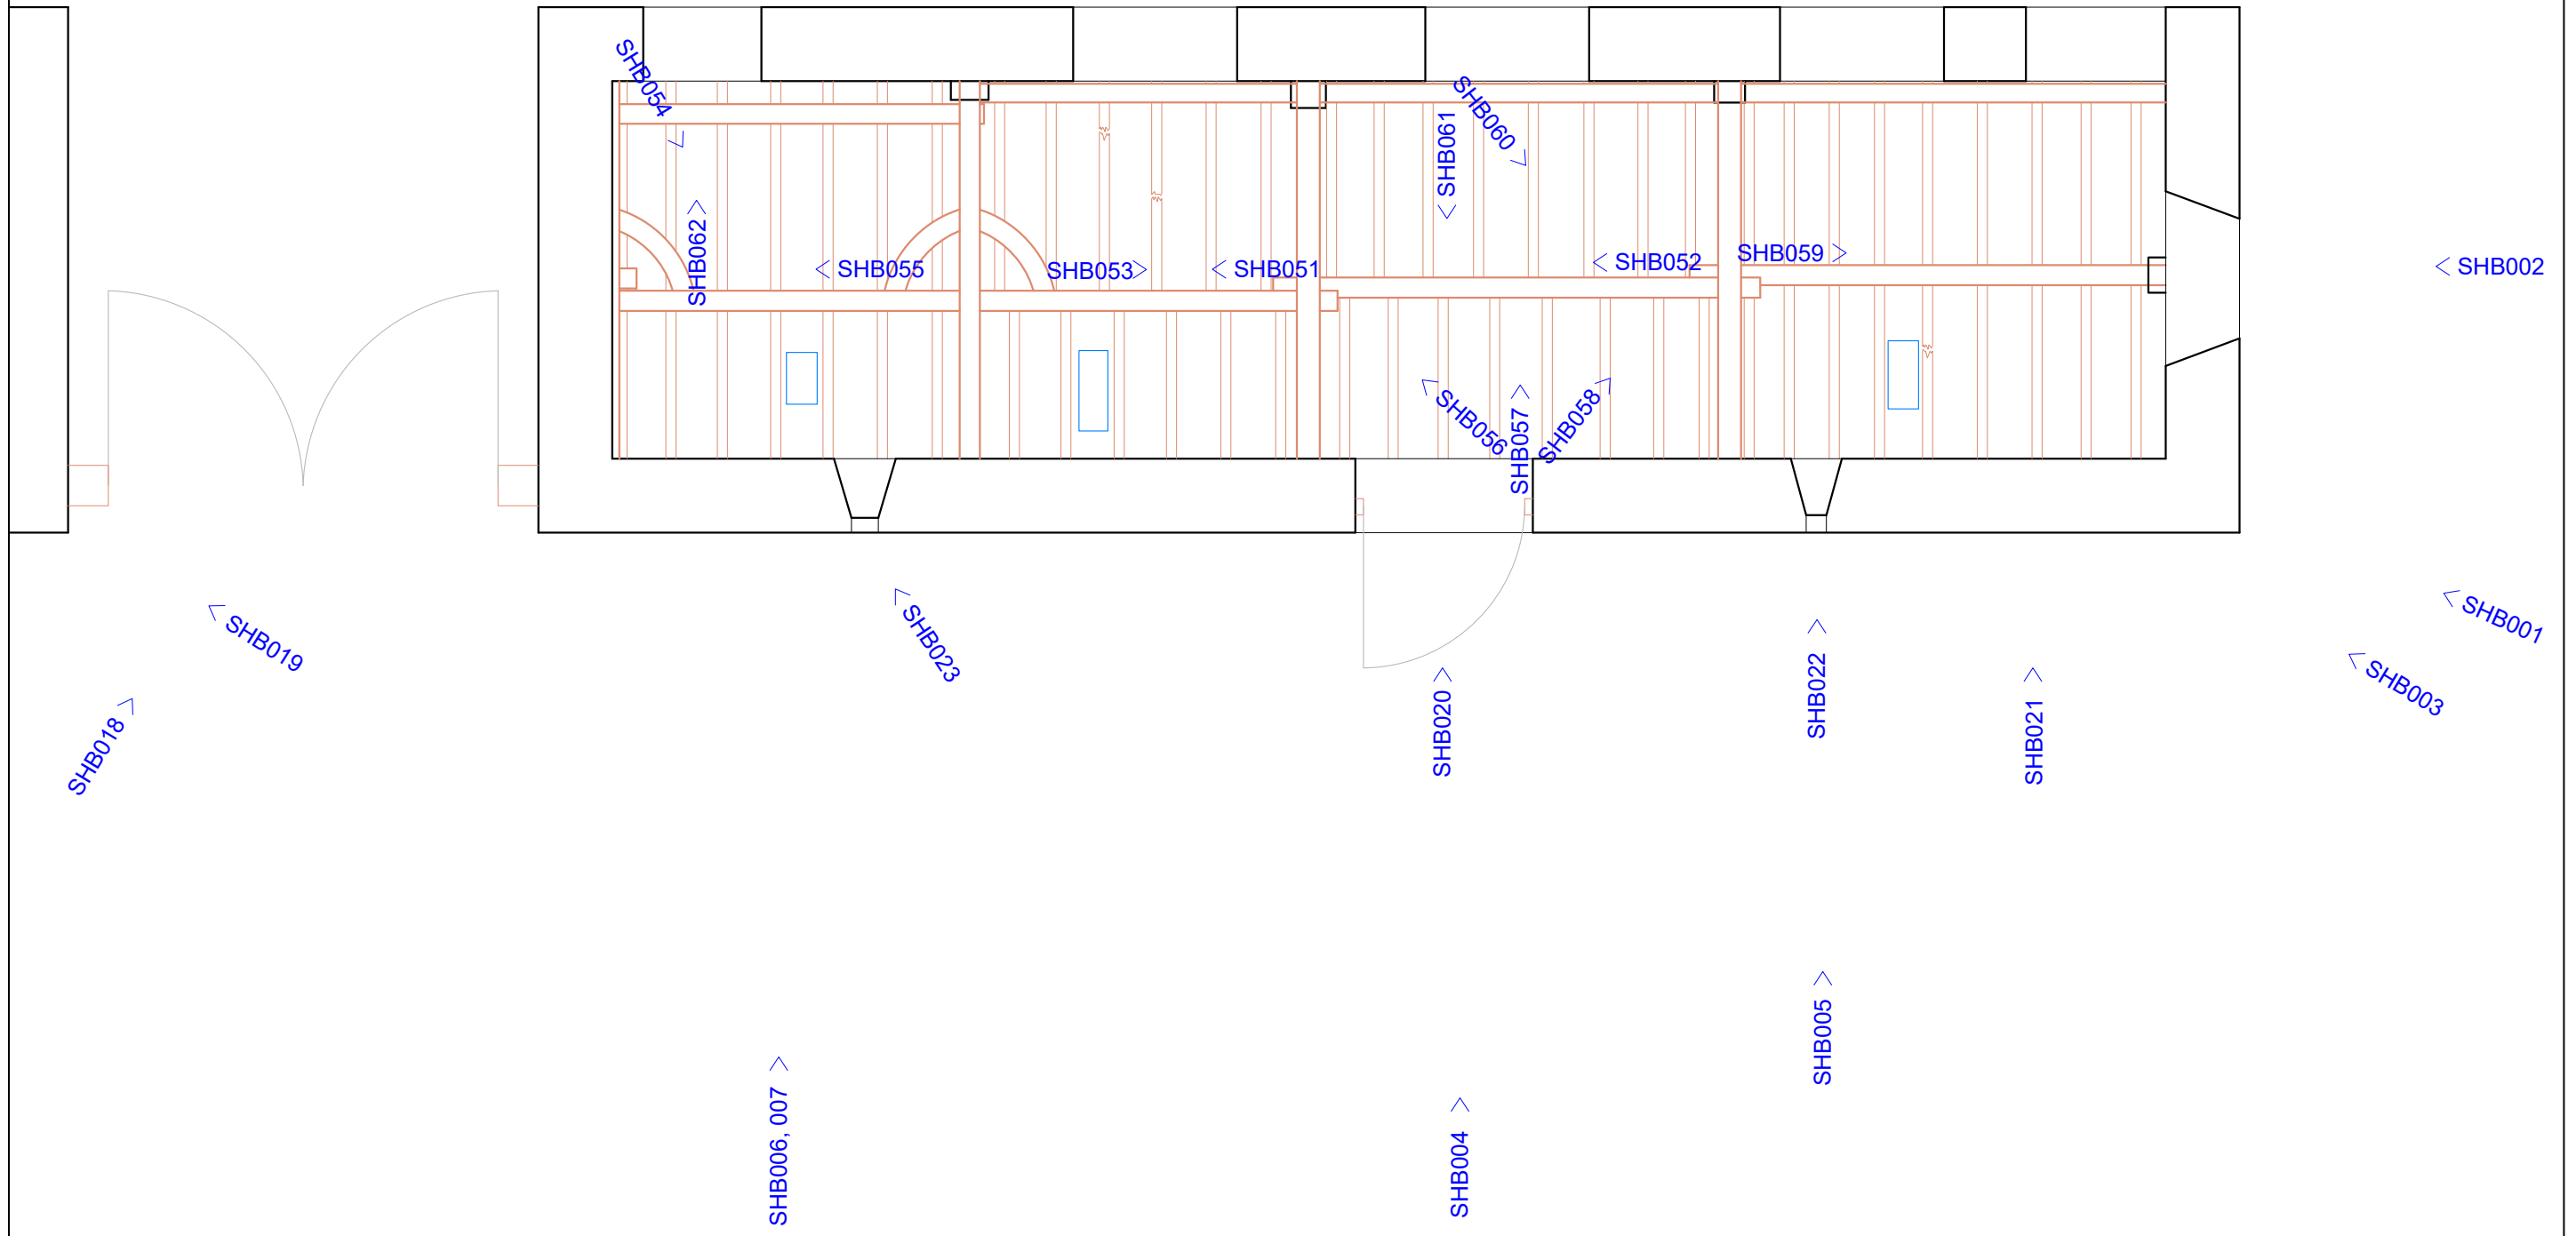 SHB054
SHB060
< SHB061
SHB062 >
< SHB055
SHB053 >
< SHB051
< SHB052
SHB059 >
< SHB002
SHB056
SHB057
SHB058
SHB019
SHB023
SHB001
SHB003
SHB018
SHB020
SHB022
SHB021
SHB005
SHB006, 007
SHB004